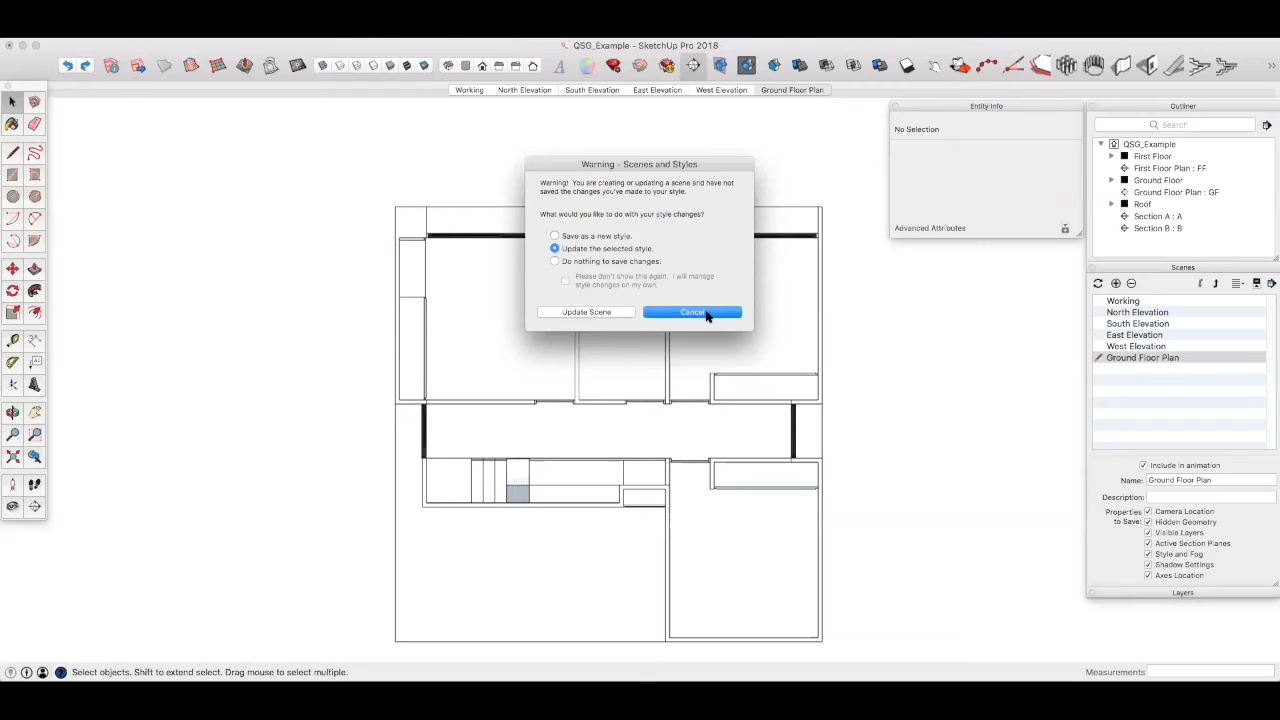 QSG_Example - SketchUp Pro 2018
Working North Elevation South Elevation East Elevation West Elevation Ground Floor Plan
Entity Info
No Selection
Advanced Attributes
Warning - Scenes and Styles
Warning! You are creating or updating a scene and have not
saved the changes you've made to your style.
What would you like to do with your style changes?
Save as a new style.
Update the selected style.
Do nothing to save changes.
Please don't show this again. I will manage
style changes on my own.
Update Scene Cancel
Outliner
Search
QSG_Example
First Floor
First Floor Plan : FF
Ground Floor
Ground Floor Plan : GF
Roof
Section A : A
Section B : B
Scenes
Working
North Elevation
South Elevation
East Elevation
West Elevation
Ground Floor Plan
Include in animation
Name: Ground Floor Plan
Description:
Properties to Save:
Camera Location
Hidden Geometry
Visible Layers
Active Section Planes
Style and Fog
Shadow Settings
Axes Location
Layers
Select objects. Shift to extend select. Drag mouse to select multiple.
Measurements